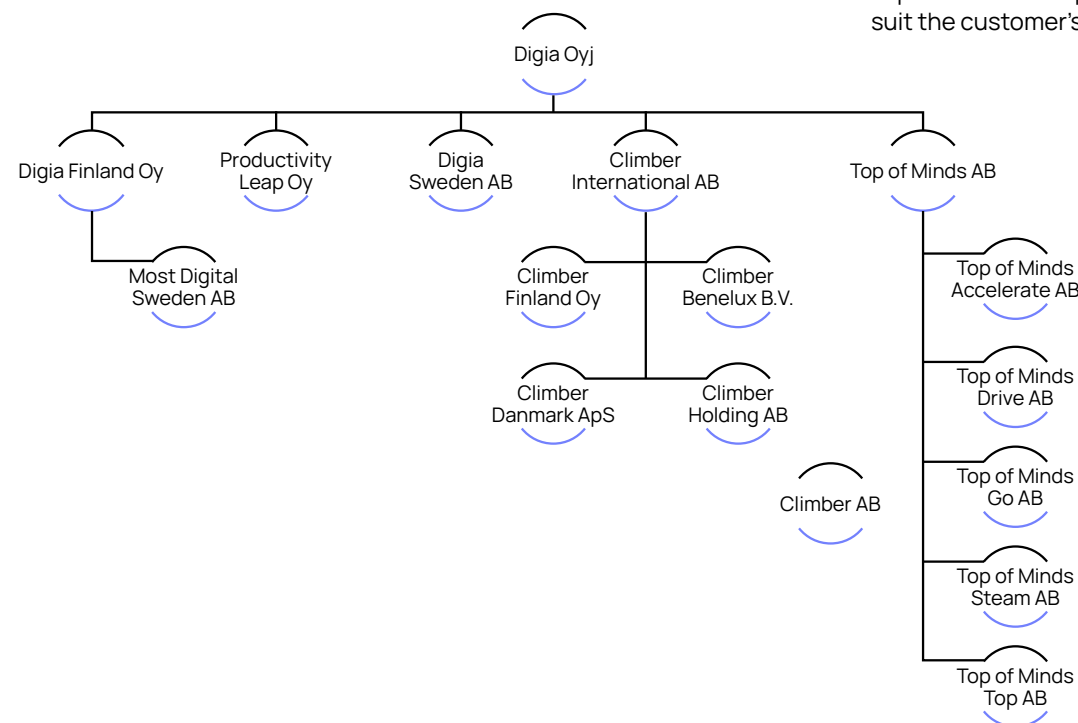 suit the customer's
Digia Oyj
Digia Finland Oy
Productivity
Leap Oy
Digia
Sweden AB
Climber
International AB
Top of Minds AB
Most Digital
Sweden AB
Climber
Finland Oy
Climber
Benelux B.V.
Top of Minds
Accelerate AB
Climber
Danmark ApS
Climber
Holding AB
Top of Minds
Drive AB
Climber AB
Top of Minds
Go AB
Top of Minds
Steam AB
Top of Minds
Top AB